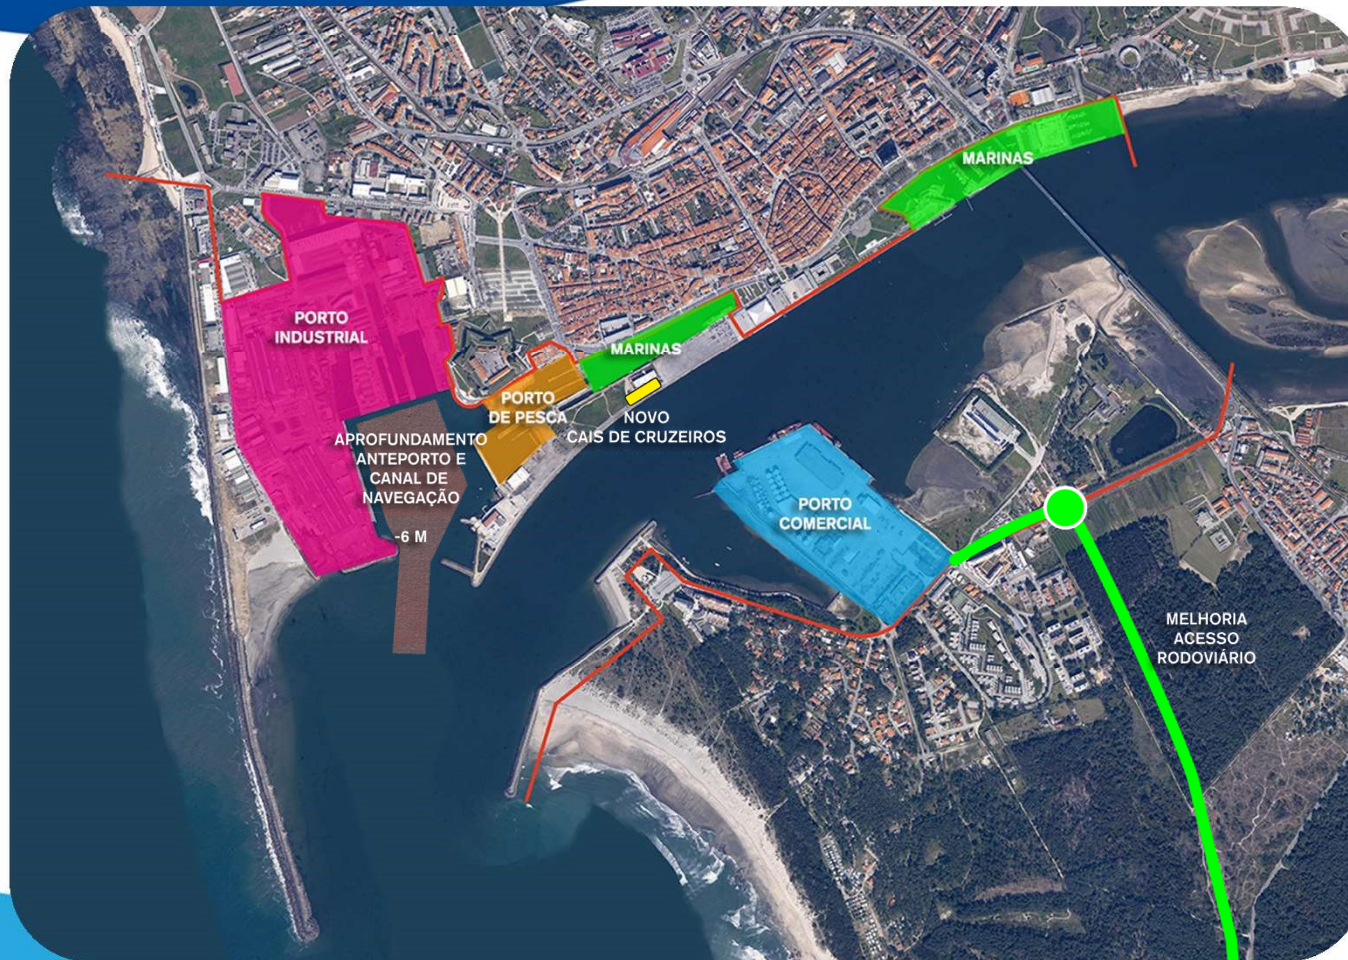 MARINAS
PORTO
INDUSTRIAL
MARINAS
PORTO
DE PESCA
NOVO
CAIS DE CRUZEIROS
APROFUNDAMENTO
ANTEPORTO E
CANAL DE
NAVEGAÇÃO
-6 M
PORTO
COMERCIAL
MELHORIA
ACESSO
RODOVIÁRIO